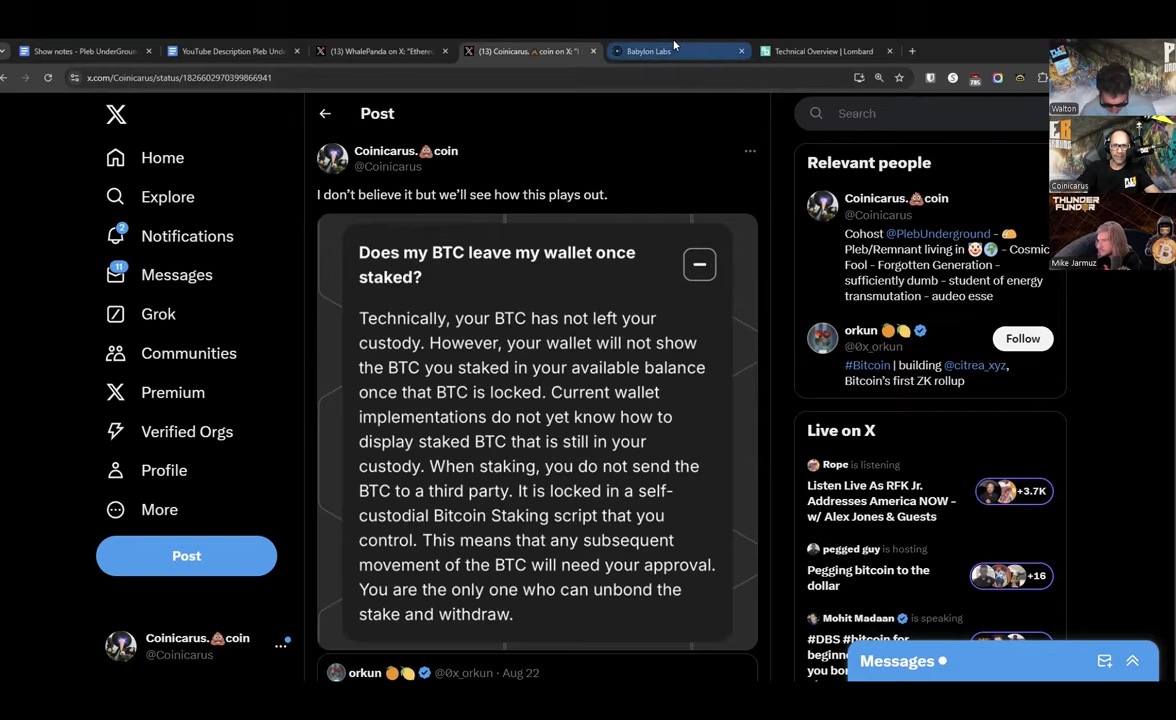 Show notes - Pleb UnderGroun
YouTube Description Pleb Under
(13) WhalePanda on X: "Ethere
(13) Coinicarus.💩coin on X: "I
Babylon Labs
Technical Overview | Lombard
x.com/Coinicarus/status/1826602970399866941
Home
Explore
2
Notifications
11
Messages
Grok
Communities
Premium
Verified Orgs
Profile
More
Post
Coinicarus.💩coin
@Coinicarus
Post
Coinicarus.💩coin
@Coinicarus
I don't believe it but we'll see how this plays out.
Does my BTC leave my wallet once
staked?
Technically, your BTC has not left your
custody. However, your wallet will not show
the BTC you staked in your available balance
once that BTC is locked. Current wallet
implementations do not yet know how to
display staked BTC that is still in your
custody. When staking, you do not send the
BTC to a third party. It is locked in a self-
custodial Bitcoin Staking script that you
control. This means that any subsequent
movement of the BTC will need your approval.
You are the only one who can unbond the
stake and withdraw.
orkun 🍊🍋 @0x_orkun · Aug 22
Search
Relevant people
Coinicarus.💩coin
@Coinicarus
Cohost @PlebUnderground - 🌮
Pleb/Remnant living in 🤡🌍 - Cosmic
Fool - Forgotten Generation -
sufficiently dumb - student of energy
transmutation - audeo esse
orkun 🍊🍋
@0x_orkun
Follow
#Bitcoin | building @citrea_xyz,
Bitcoin's first ZK rollup
Live on X
Rope is listening
Listen Live As RFK Jr.
Addresses America NOW -
w/ Alex Jones & Guests
+3.7K
pegged guy is hosting
Pegging bitcoin to the
dollar
+16
Mohit Madaan is speaking
#DBS #bitcoin for
beginne
you bo
Messages
Walton
Coinicarus
THUNDER
FUNDER
Mike Jarmuz